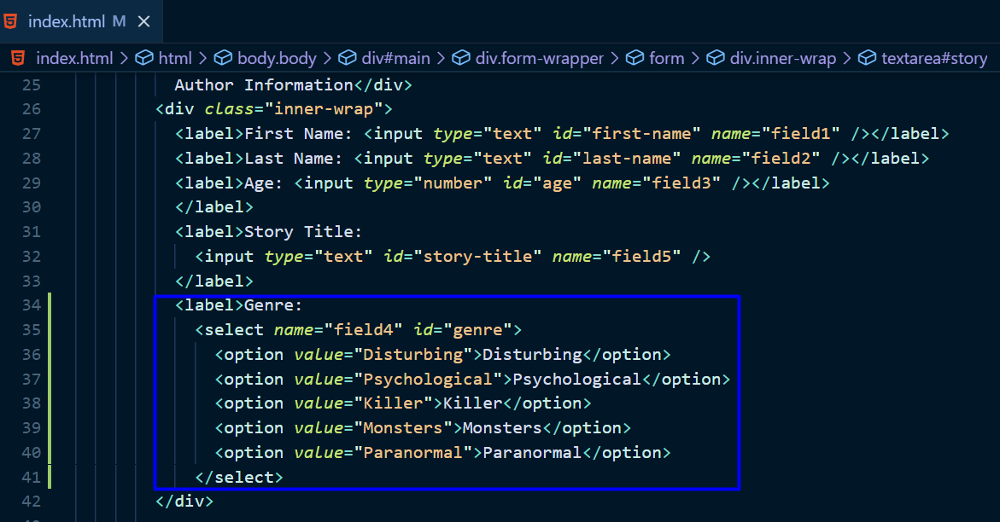 index.html M
index.html html body.body div#main div.form-wrapper form div.inner-wrap textarea#story
25 Author Information</div>
26 <div class="inner-wrap">
27 <label>First Name: <input type="text" id="first-name" name="field1" /></label>
28 <label>Last Name: <input type="text" id="last-name" name="field2" /></label>
29 <label>Age: <input type="number" id="age" name="field3" /></label>
30 </label>
31 <label>Story Title:
32 <input type="text" id="story-title" name="field5" />
33 </label>
34 <label>Genre:
35 <select name="field4" id="genre">
36 <option value="Disturbing">Disturbing</option>
37 <option value="Psychological">Psychological</option>
38 <option value="Killer">Killer</option>
39 <option value="Monsters">Monsters</option>
40 <option value="Paranormal">Paranormal</option>
41 </select>
42 </div>